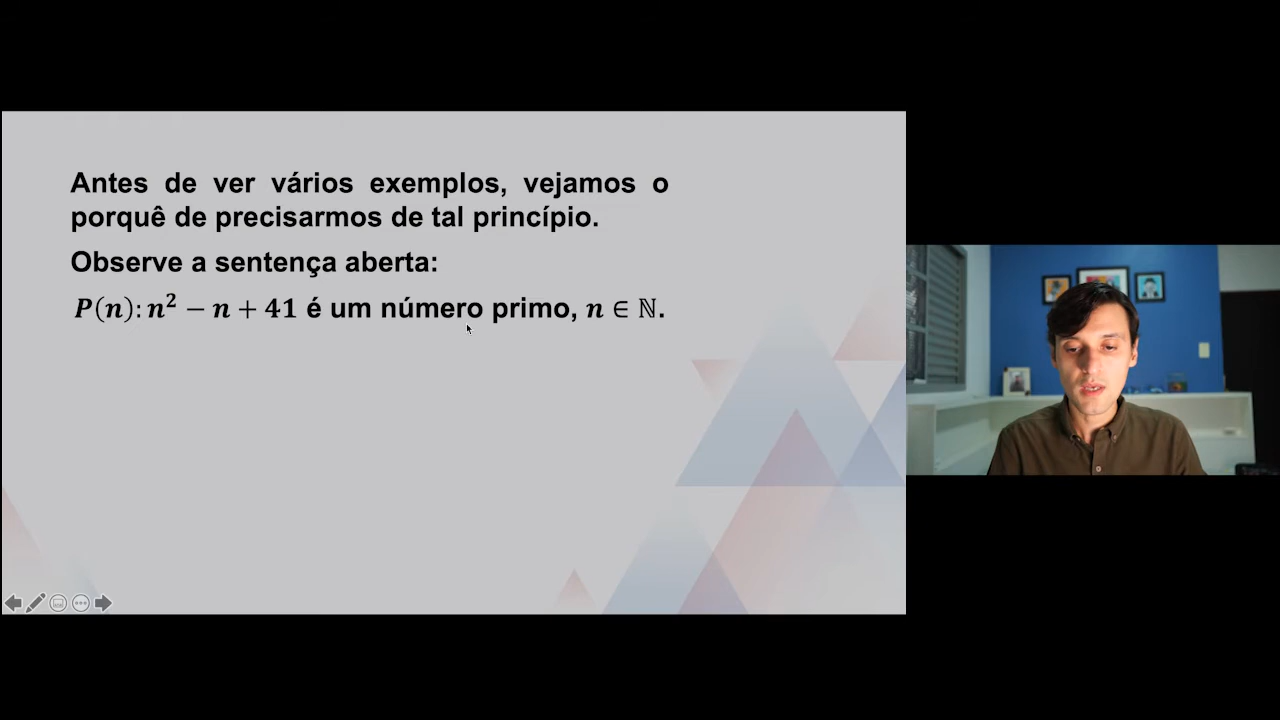 Antes de ver vários exemplos, vejamos o
porquê de precisarmos de tal princípio.
Observe a sentença aberta:
P(n): n² − n + 41 é um número primo, n ∈ ℕ.